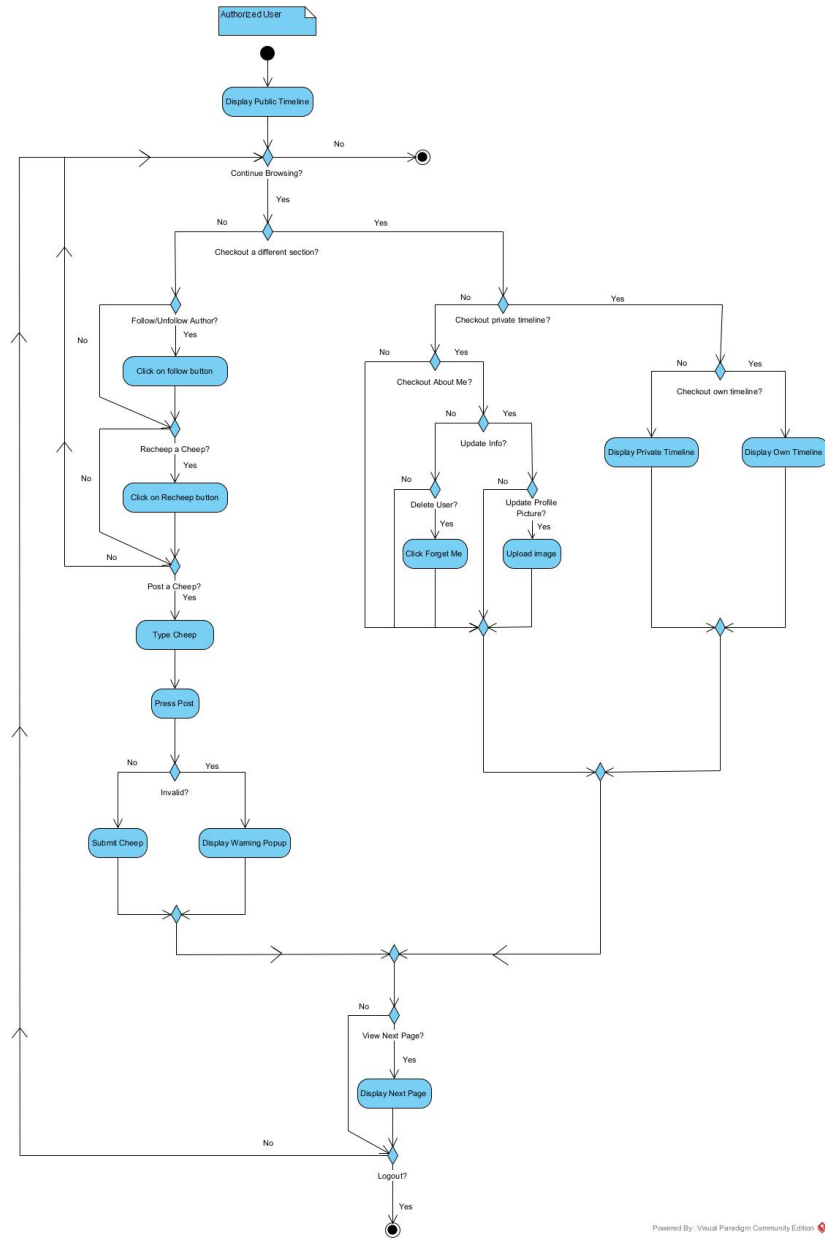 Authorized User
Display Public Timeline
No
Continue Browsing?
Yes
No
Yes
Checkout a different section?
No
Yes
Follow/Unfollow Author?
Checkout private timeline?
No
Yes
No
Yes
No
Yes
Click on follow button
Checkout About Me?
Checkout own timeline?
No
Yes
Recheep a Cheep?
Update Info?
Display Private Timeline
Display Own Timeline
Yes
No
No
No
Click on Recheep button
Delete User?
Update Profile
Picture?
Yes
Yes
No
Click Forget Me
Upload image
Post a Cheep?
Yes
Type Cheep
Press Post
No
Yes
Invalid?
Submit Cheep
Display Warning Popup
No
View Next Page?
Yes
Display Next Page
No
Logout?
Yes
Powered By: Visual Paradigm Community Edition